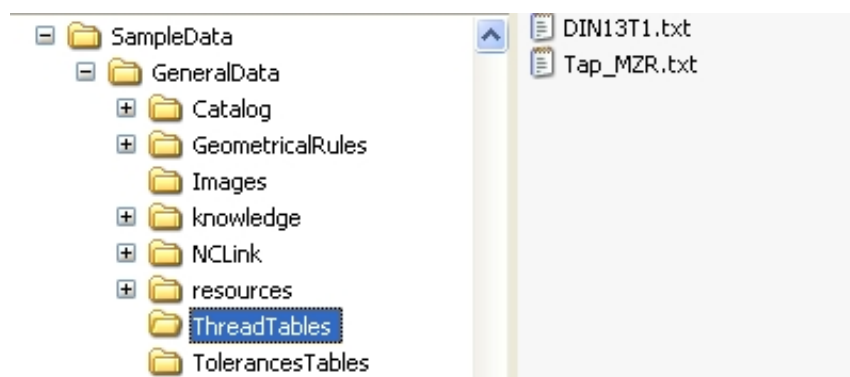 SampleData
GeneralData
Catalog
GeometricalRules
Images
knowledge
NCLink
resources
ThreadTables
TolerancesTables
DIN13T1.txt
Tap_MZR.txt